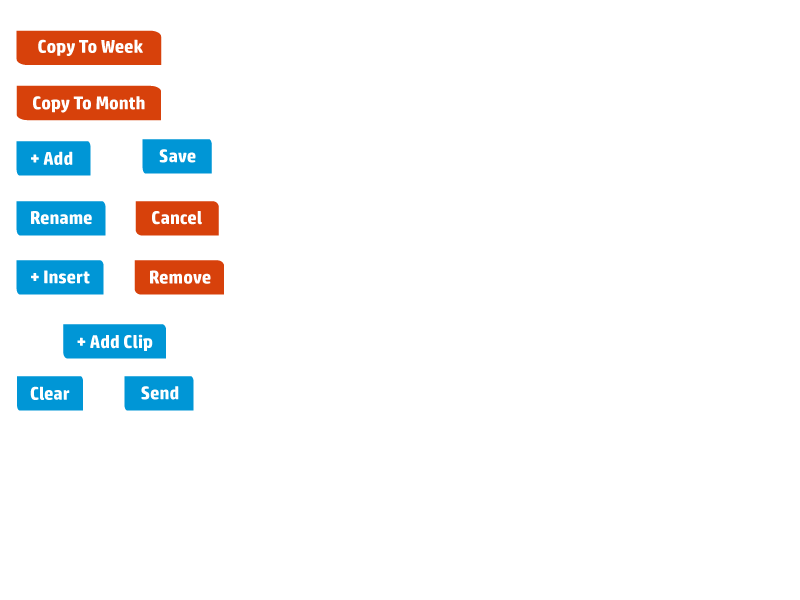 Copy To Week
Copy To Month
+ Add
Save
Rename
Cancel
+ Insert
Remove
+ Add Clip
Clear
Send